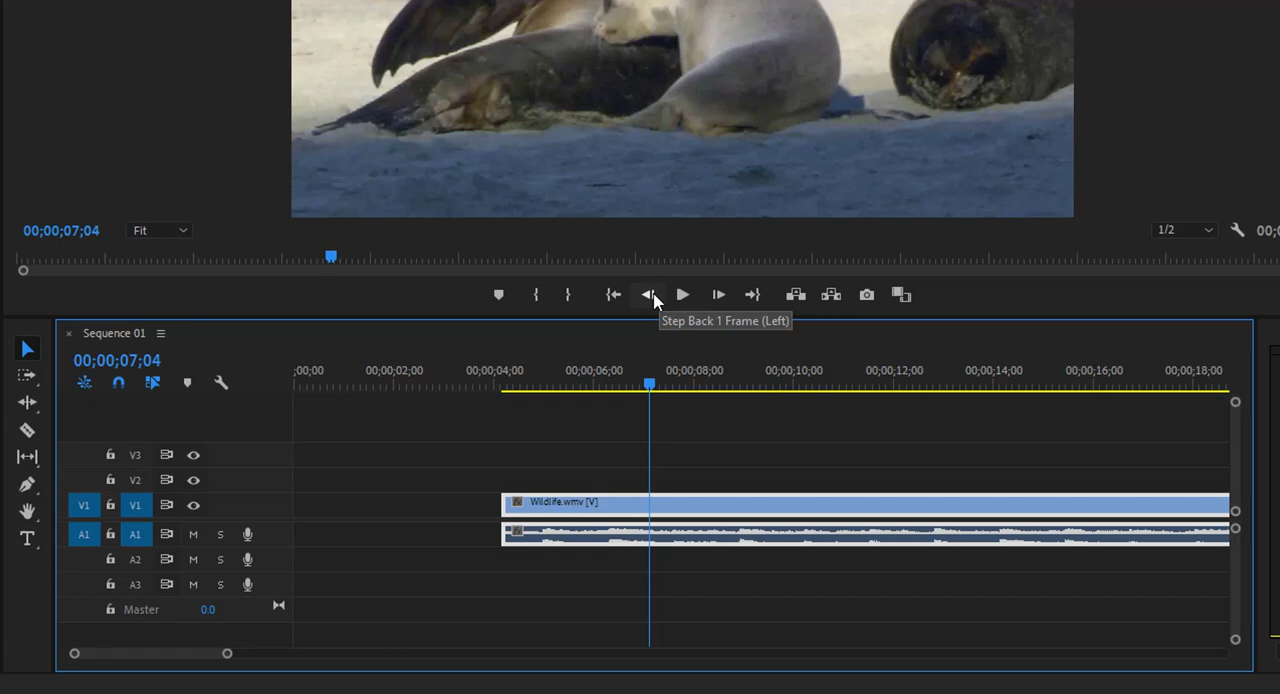 00;00;07;04 Fit 1/2 00;0
Step Back 1 Frame (Left)
× Sequence 01
00;00;07;04
;00;00 00;00;02;00 00;00;04;00 00;00;06;00 00;00;08;00 00;00;10;00 00;00;12;00 00;00;14;00 00;00;16;00 00;00;18;00
V3
V2
V1 V1 fx Wildlife.wmv [V]
A1 A1 M S
A2 M S
A3 M S
Master 0.0
T